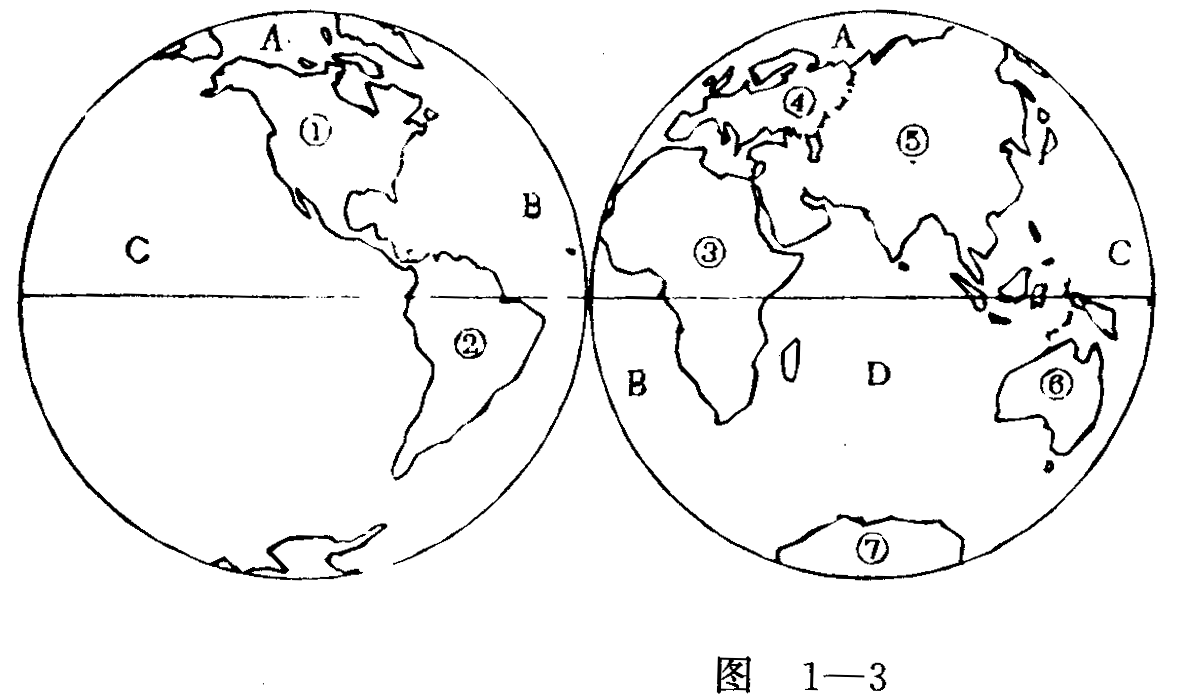 A
A
④
①
⑤
B
③
C
C
②
B
D
⑥
⑦
图 1—3